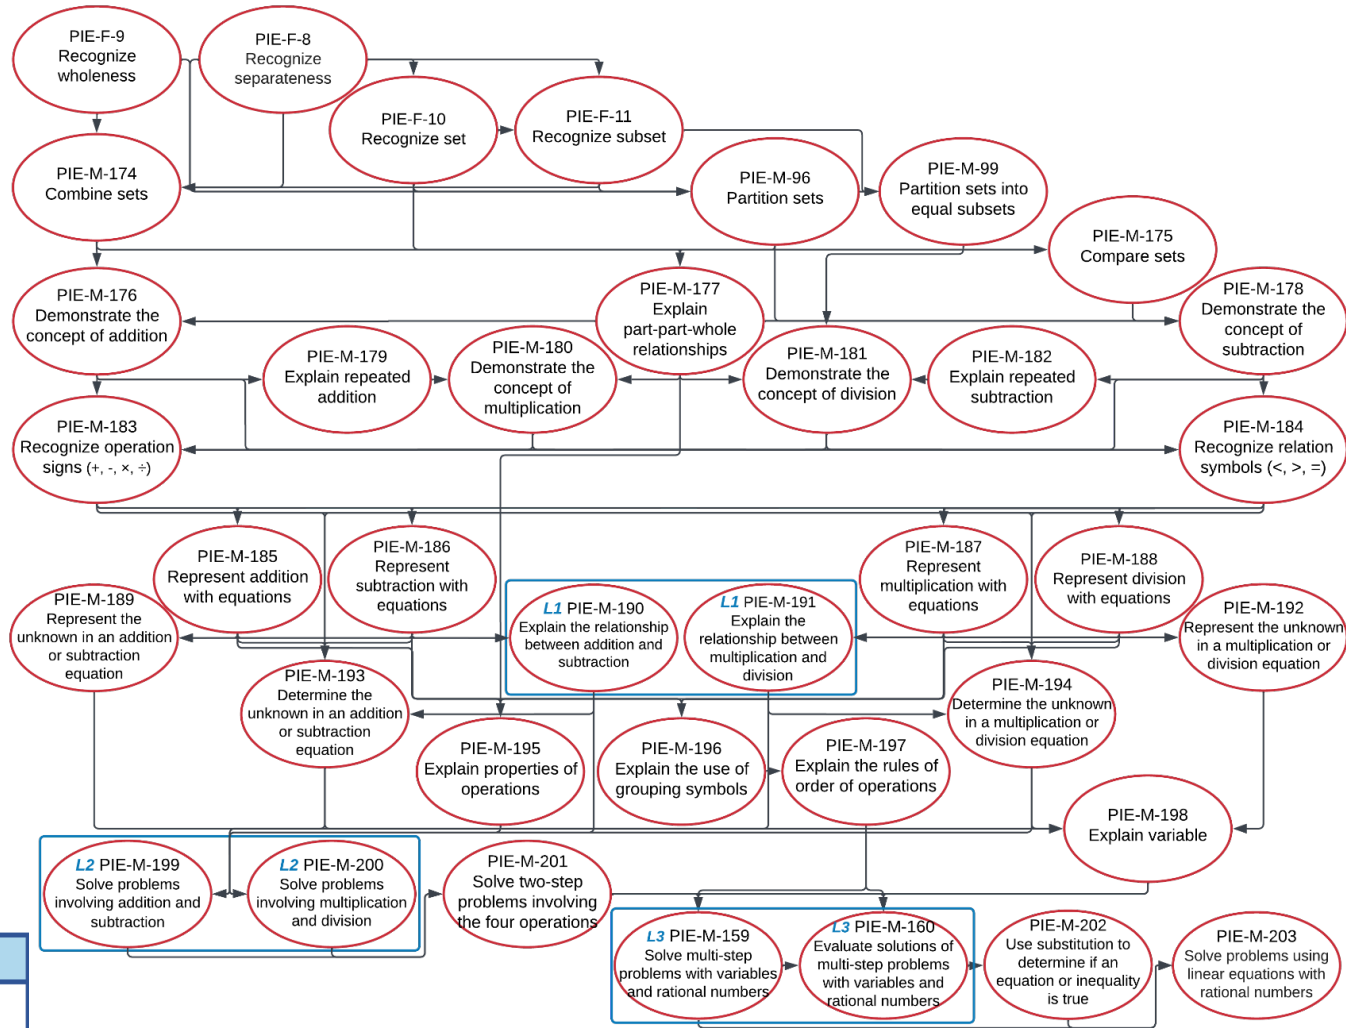 PIE-F-9
Recognize
wholeness
PIE-F-8
Recognize
separateness
PIE-F-10
Recognize set
PIE-F-11
Recognize subset
PIE-M-174
Combine sets
PIE-M-96
Partition sets
PIE-M-99
Partition sets into
equal subsets
PIE-M-175
Compare sets
PIE-M-176
Demonstrate the
concept of addition
PIE-M-177
Explain
part-part-whole
relationships
PIE-M-178
Demonstrate the
concept of
subtraction
PIE-M-179
Explain repeated
addition
PIE-M-180
Demonstrate the
concept of
multiplication
PIE-M-181
Demonstrate the
concept of division
PIE-M-182
Explain repeated
subtraction
PIE-M-183
Recognize operation
signs (+, -, ×, ÷)
PIE-M-184
Recognize relation
symbols (<, >, =)
PIE-M-185
Represent addition
with equations
PIE-M-186
Represent
subtraction with
equations
PIE-M-187
Represent
multiplication with
equations
PIE-M-188
Represent division
with equations
PIE-M-189
Represent the
unknown in an addition
or subtraction
equation
L1 PIE-M-190
Explain the relationship
between addition and
subtraction
L1 PIE-M-191
Explain the
relationship between
multiplication and
division
PIE-M-192
Represent the unknown
in a multiplication or
division equation
PIE-M-193
Determine the
unknown in an addition
or subtraction
equation
PIE-M-194
Determine the unknown
in a multiplication or
division equation
PIE-M-195
Explain properties of
operations
PIE-M-196
Explain the use of
grouping symbols
PIE-M-197
Explain the rules of
order of operations
PIE-M-198
Explain variable
L2 PIE-M-199
Solve problems
involving addition and
subtraction
L2 PIE-M-200
Solve problems
involving multiplication
and division
PIE-M-201
Solve two-step
problems involving
the four operations
L3 PIE-M-159
Solve multi-step
problems with variables
and rational numbers
L3 PIE-M-160
Evaluate solutions of
multi-step problems
with variables and
rational numbers
PIE-M-202
Use substitution to
determine if an
equation or inequality
is true
PIE-M-203
Solve problems using
linear equations with
rational numbers